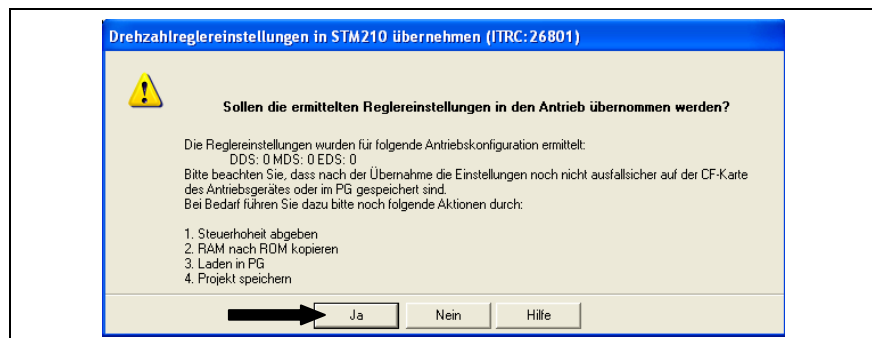 Drehzahlreglereinstellungen in STM210 übernehmen (ITRC:26801)
Sollen die ermittelten Reglereinstellungen in den Antrieb übernommen werden?
Die Reglereinstellungen wurden für folgende Antriebskonfiguration ermittelt:
DDS: 0 MDS: 0 EDS: 0
Bitte beachten Sie, dass nach der Übernahme die Einstellungen noch nicht ausfallsicher auf der CF-Karte
des Antriebsgerätes oder im PG gespeichert sind.
Bei Bedarf führen Sie dazu bitte noch folgende Aktionen durch:
1. Steuerhoheit abgeben
2. RAM nach ROM kopieren
3. Laden in PG
4. Projekt speichern
Ja Nein Hilfe